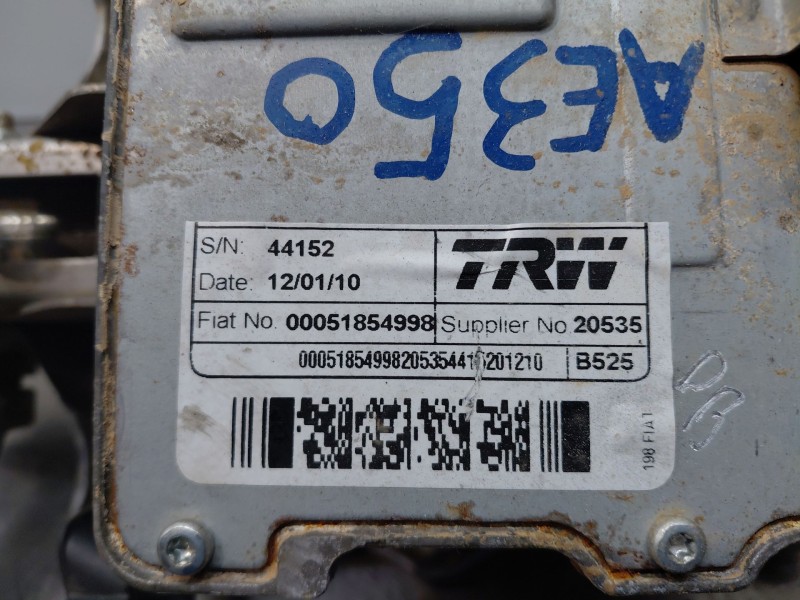 AE350
S/N: 44152
TRW
Date: 12/01/10
Fiat No. 00051854998
Supplier No. 20535
B525
198 FIA1